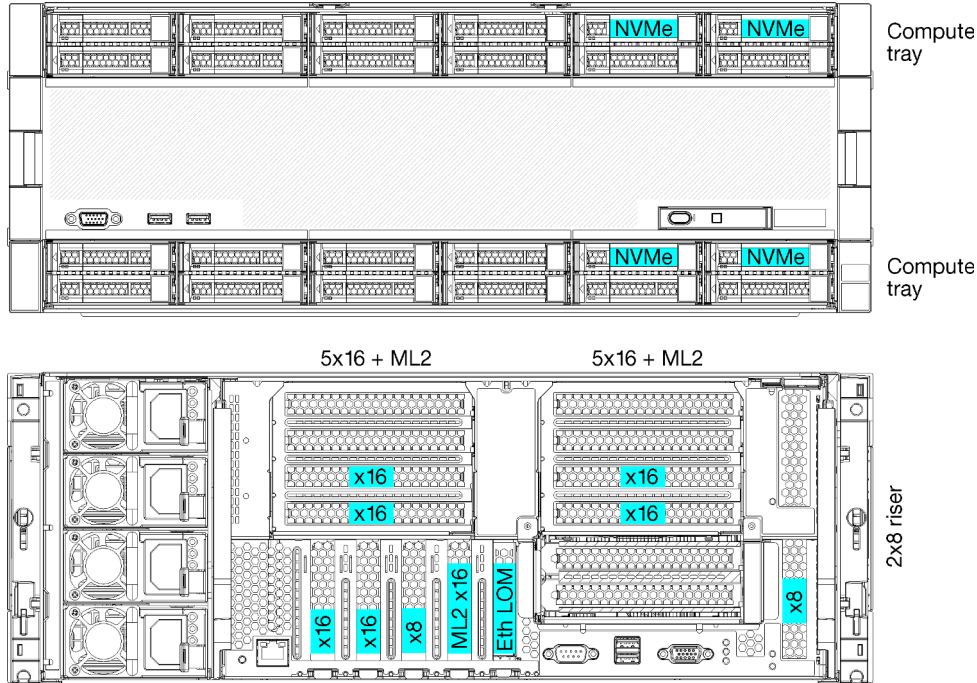 NVMe
NVMe
Compute
tray
NVMe
NVMe
Compute
tray
5x16 + ML2
5x16 + ML2
x16
x16
x16
x16
2x8 riser
x16
x16
x8
ML2 x16
Eth LOM
x8